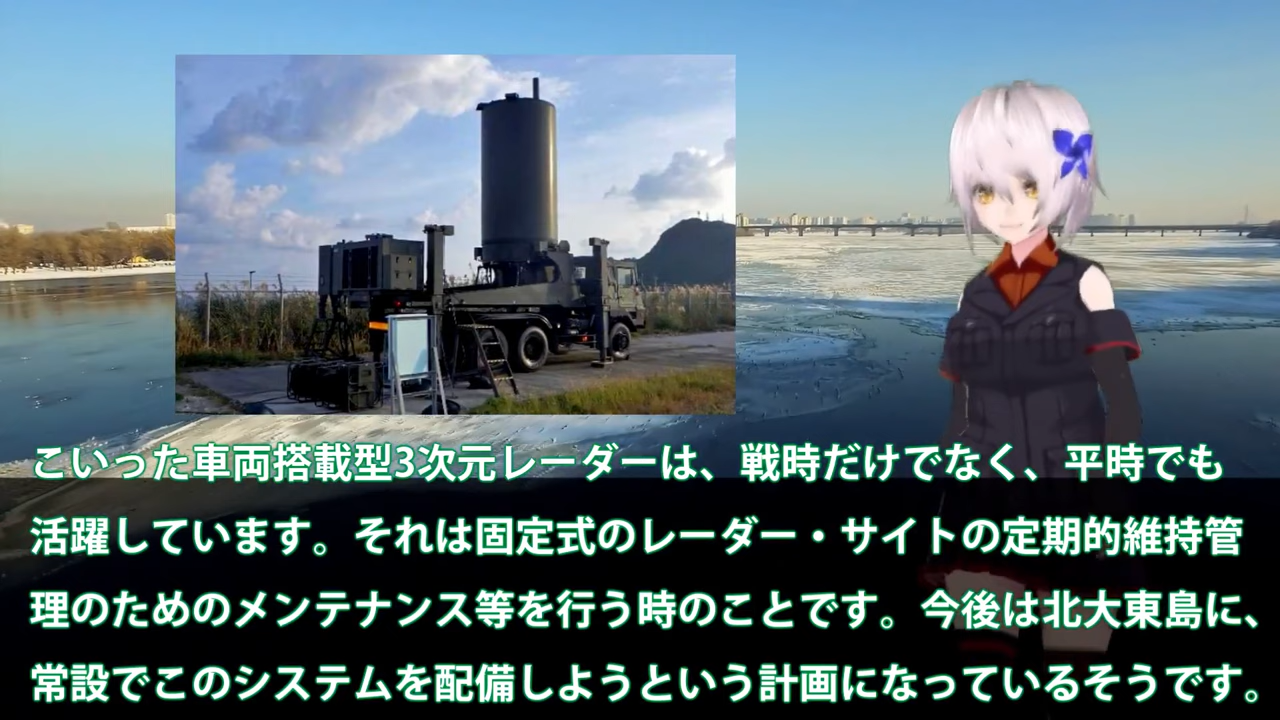 こいった車両搭載型3次元レーダーは、戦時だけでなく、平時でも
活躍しています。それは固定式のレーダー・サイトの定期的維持管
理のためのメンテナンス等を行う時のことです。今後は北大東島に、
常設でこのシステムを配備しようという計画になっているそうです。